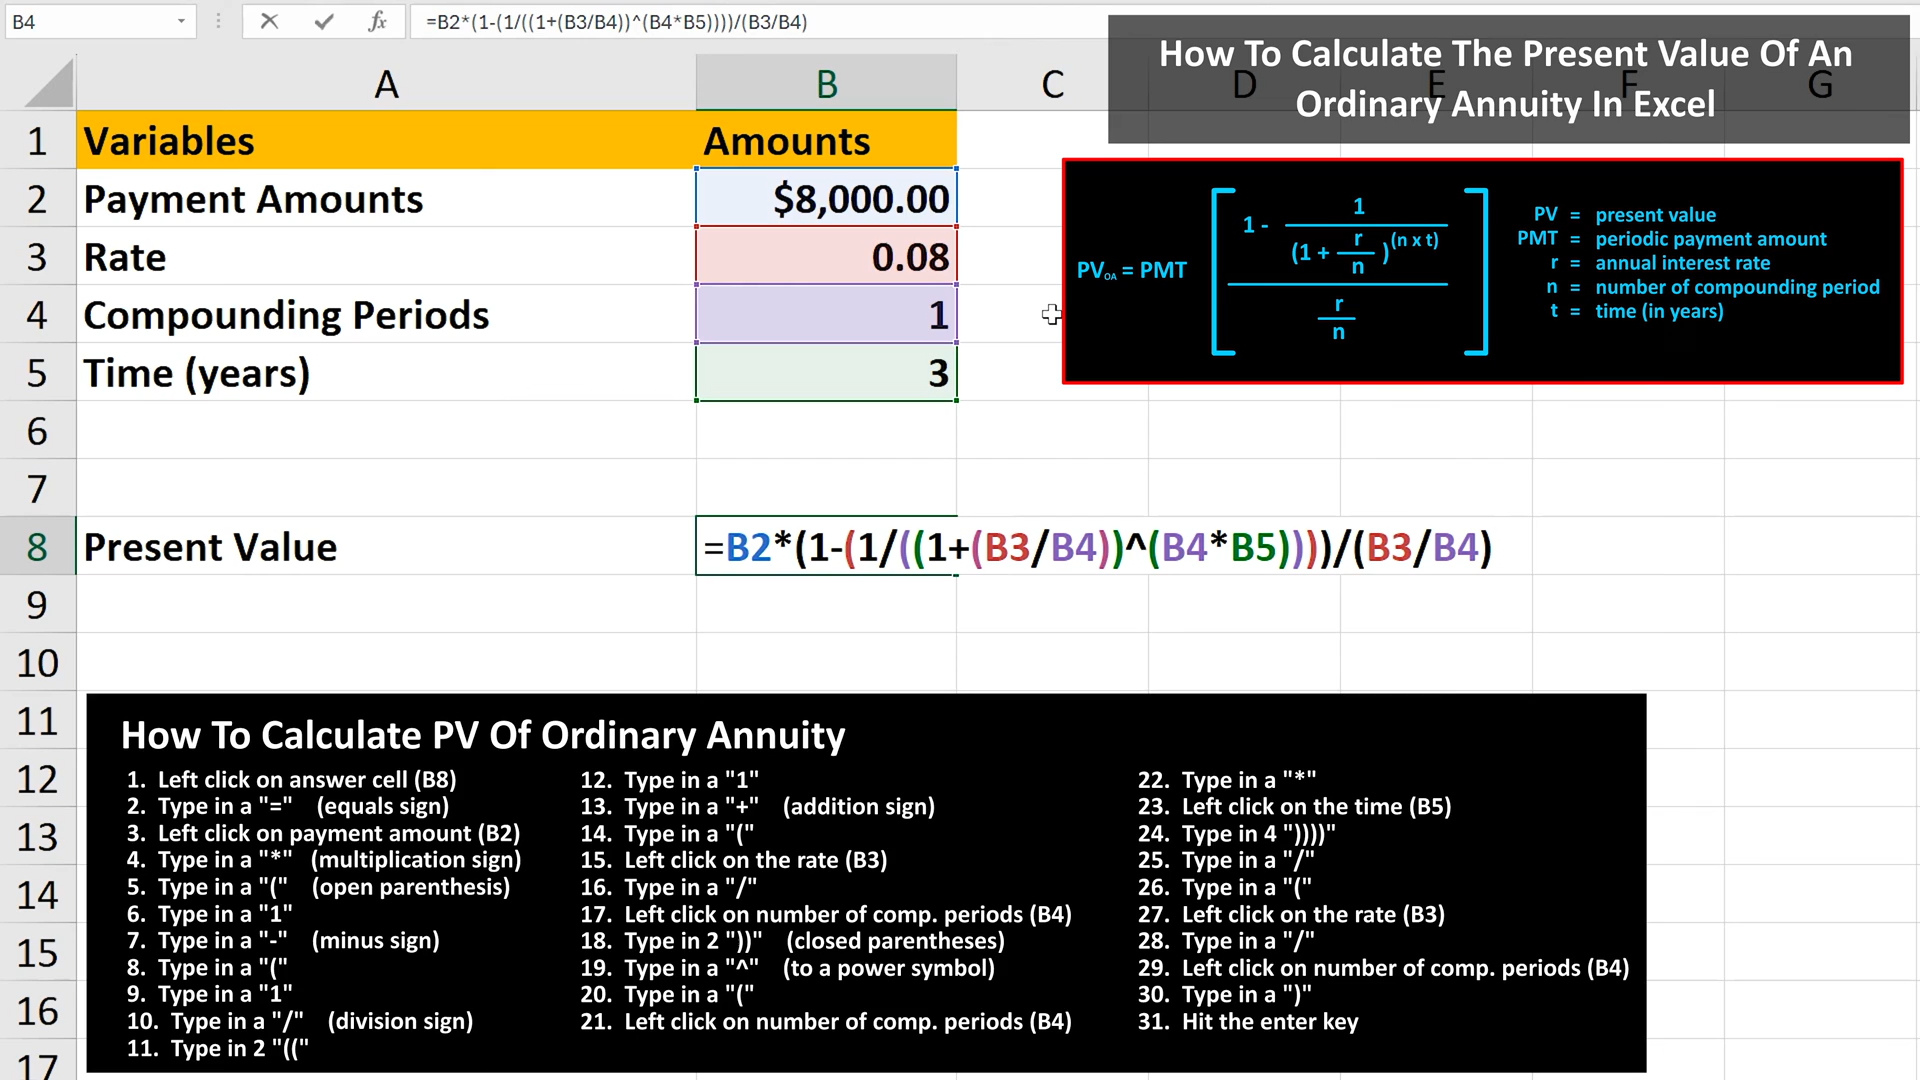 B4
fx
=B2*(1-(1/((1+(B3/B4))^(B4*B5))))/(B3/B4)
How To Calculate The Present Value Of An
Ordinary Annuity In Excel
A B C D E F G
1 Variables Amounts
2 Payment Amounts $8,000.00
3 Rate 0.08
4 Compounding Periods 1
5 Time (years) 3
6
7
8 Present Value =B2*(1-(1/((1+(B3/B4))^(B4*B5))))/(B3/B4)
9
10
11
12
13
14
15
16
17
PVOA = PMT
1 -
1
(1 + r/n)(n x t)
r
n
PV = present value
PMT = periodic payment amount
r = annual interest rate
n = number of compounding period
t = time (in years)
How To Calculate PV Of Ordinary Annuity
1. Left click on answer cell (B8)
2. Type in a "=" (equals sign)
3. Left click on payment amount (B2)
4. Type in a "*" (multiplication sign)
5. Type in a "(" (open parenthesis)
6. Type in a "1"
7. Type in a "-" (minus sign)
8. Type in a "("
9. Type in a "1"
10. Type in a "/" (division sign)
11. Type in 2 "(("
12. Type in a "1"
13. Type in a "+" (addition sign)
14. Type in a "("
15. Left click on the rate (B3)
16. Type in a "/"
17. Left click on number of comp. periods (B4)
18. Type in 2 "))" (closed parentheses)
19. Type in a "^" (to a power symbol)
20. Type in a "("
21. Left click on number of comp. periods (B4)
22. Type in a "*"
23. Left click on the time (B5)
24. Type in 4 "))))"
25. Type in a "/"
26. Type in a "("
27. Left click on the rate (B3)
28. Type in a "/"
29. Left click on number of comp. periods (B4)
30. Type in a ")"
31. Hit the enter key